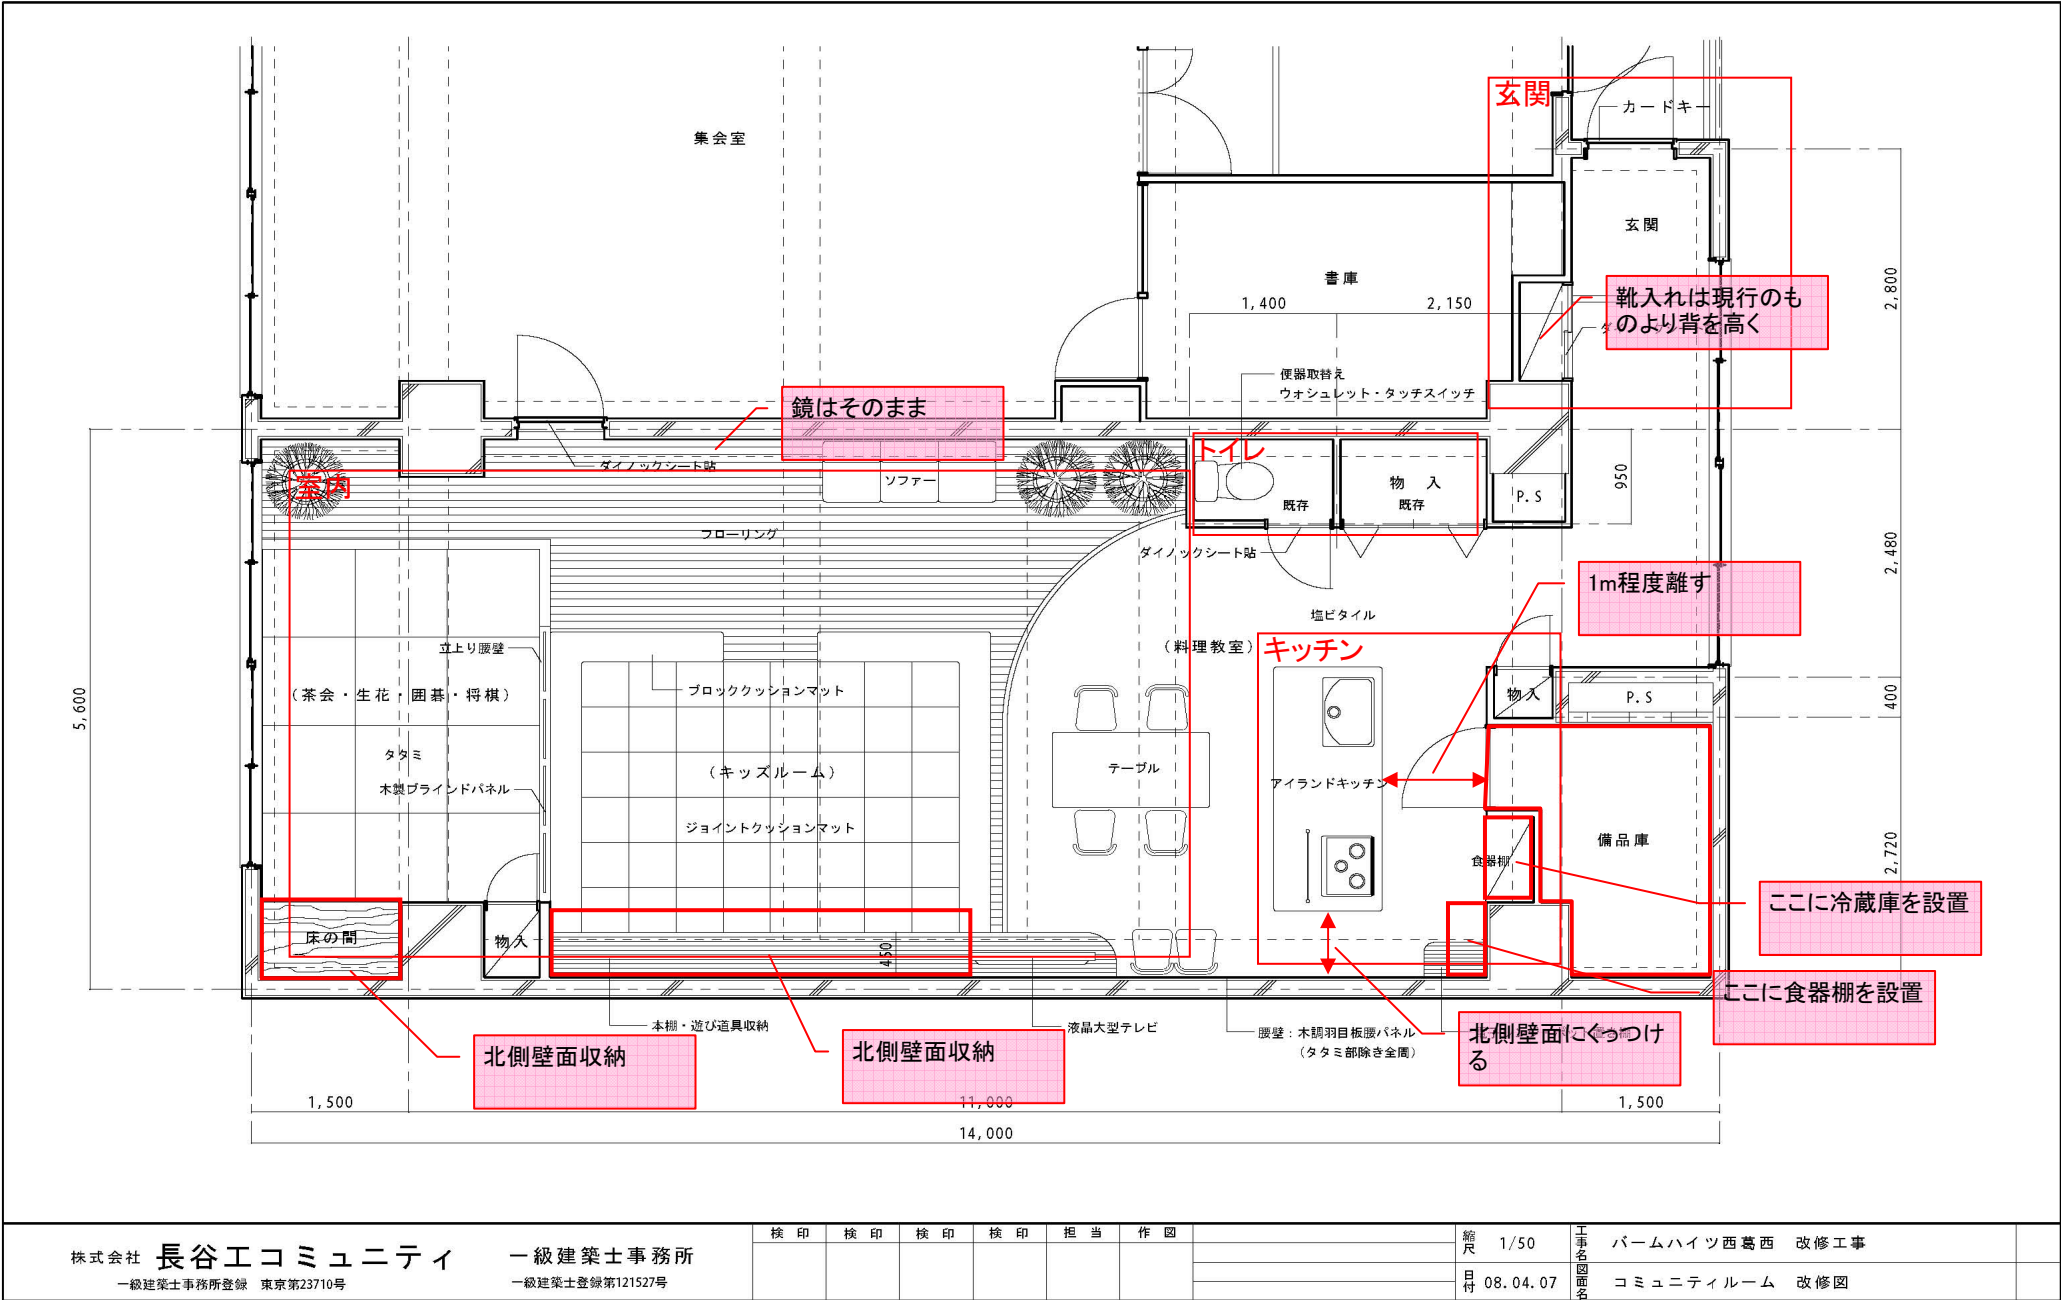 集会室
玄関
カードキー
玄関
書庫
1,400
2,150
2,800
靴入れは現行のも
のより背を高く
便器取替え
ウォシュレット・タッチスイッチ
鏡はそのまま
ダイノックシート貼
室内
ソファー
トイレ
既存
物 入
既存
P.S
950
フローリング
ダイノックシート貼
2,480
1m程度離す
塩ビタイル
(料理教室)
キッチン
立上り腰壁
(茶会・生花・囲碁・将棋)
ブロッククッションマット
物入
P.S
400
5,600
タタミ
(キッズルーム)
テーブル
アイランドキッチン
木製ブラインドパネル
ジョイントクッションマット
備品庫
食器棚
2,720
ここに冷蔵庫を設置
床の間
物入
450
ここに食器棚を設置
本棚・遊び道具収納
液晶大型テレビ
腰壁:木調羽目板腰パネル
(タタミ部除き全周)
北側壁面収納
北側壁面収納
北側壁面にくっつけ
る
1,500
11,000
1,500
14,000
株式会社 長谷工コミュニティ 一級建築士事務所
一級建築士事務所登録 東京第23710号 一級建築士登録第121527号
検 印 検 印 検 印 検 印 担 当 作 図
縮尺 1/50 工事名 パームハイツ西葛西 改修工事
日付 08.04.07 図面名 コミュニティルーム 改修図